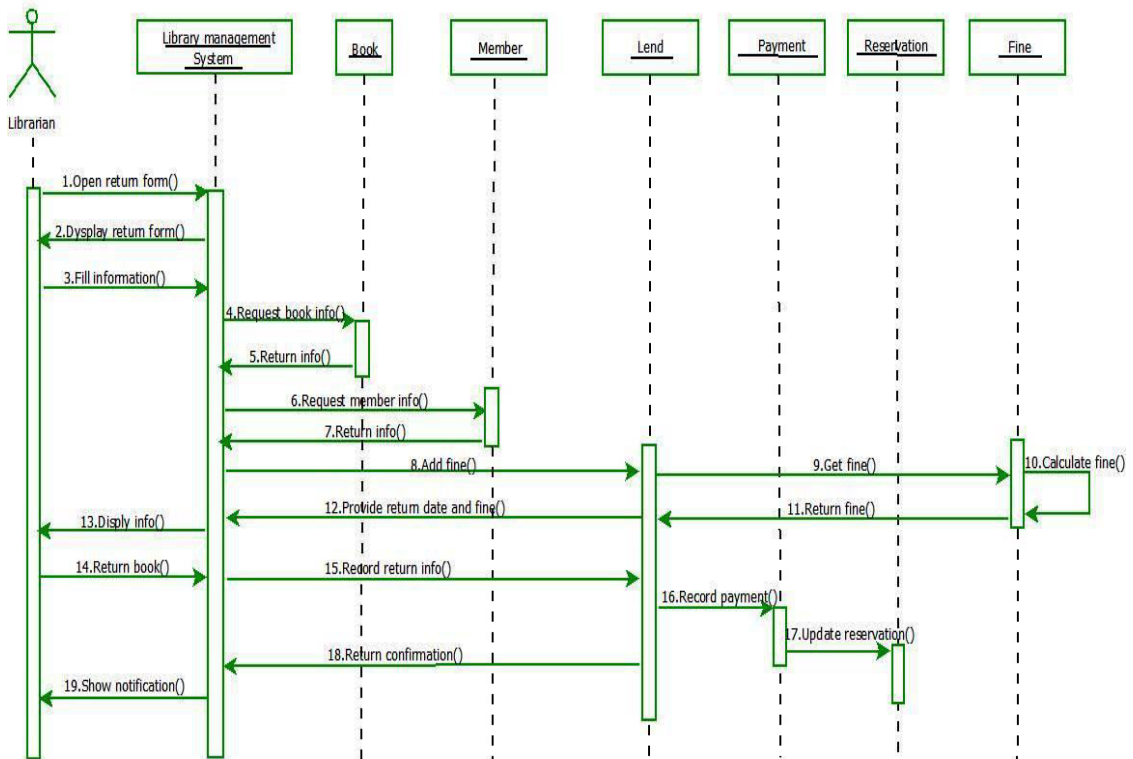 Library management
System
Book
Member
Lend
Payment
Reservation
Fine
Librarian
1.Open return form()
2.Dysplay return form()
3.Fill information()
4.Request book info()
5.Return info()
6.Request member info()
7.Return info()
8.Add fine()
9.Get fine()
10.Calculate fine()
11.Return fine()
12.Provide return date and fine()
13.Disply info()
14.Return book()
15.Record return info()
16.Record payment()
17.Update reservation()
18.Return confirmation()
19.Show notification()